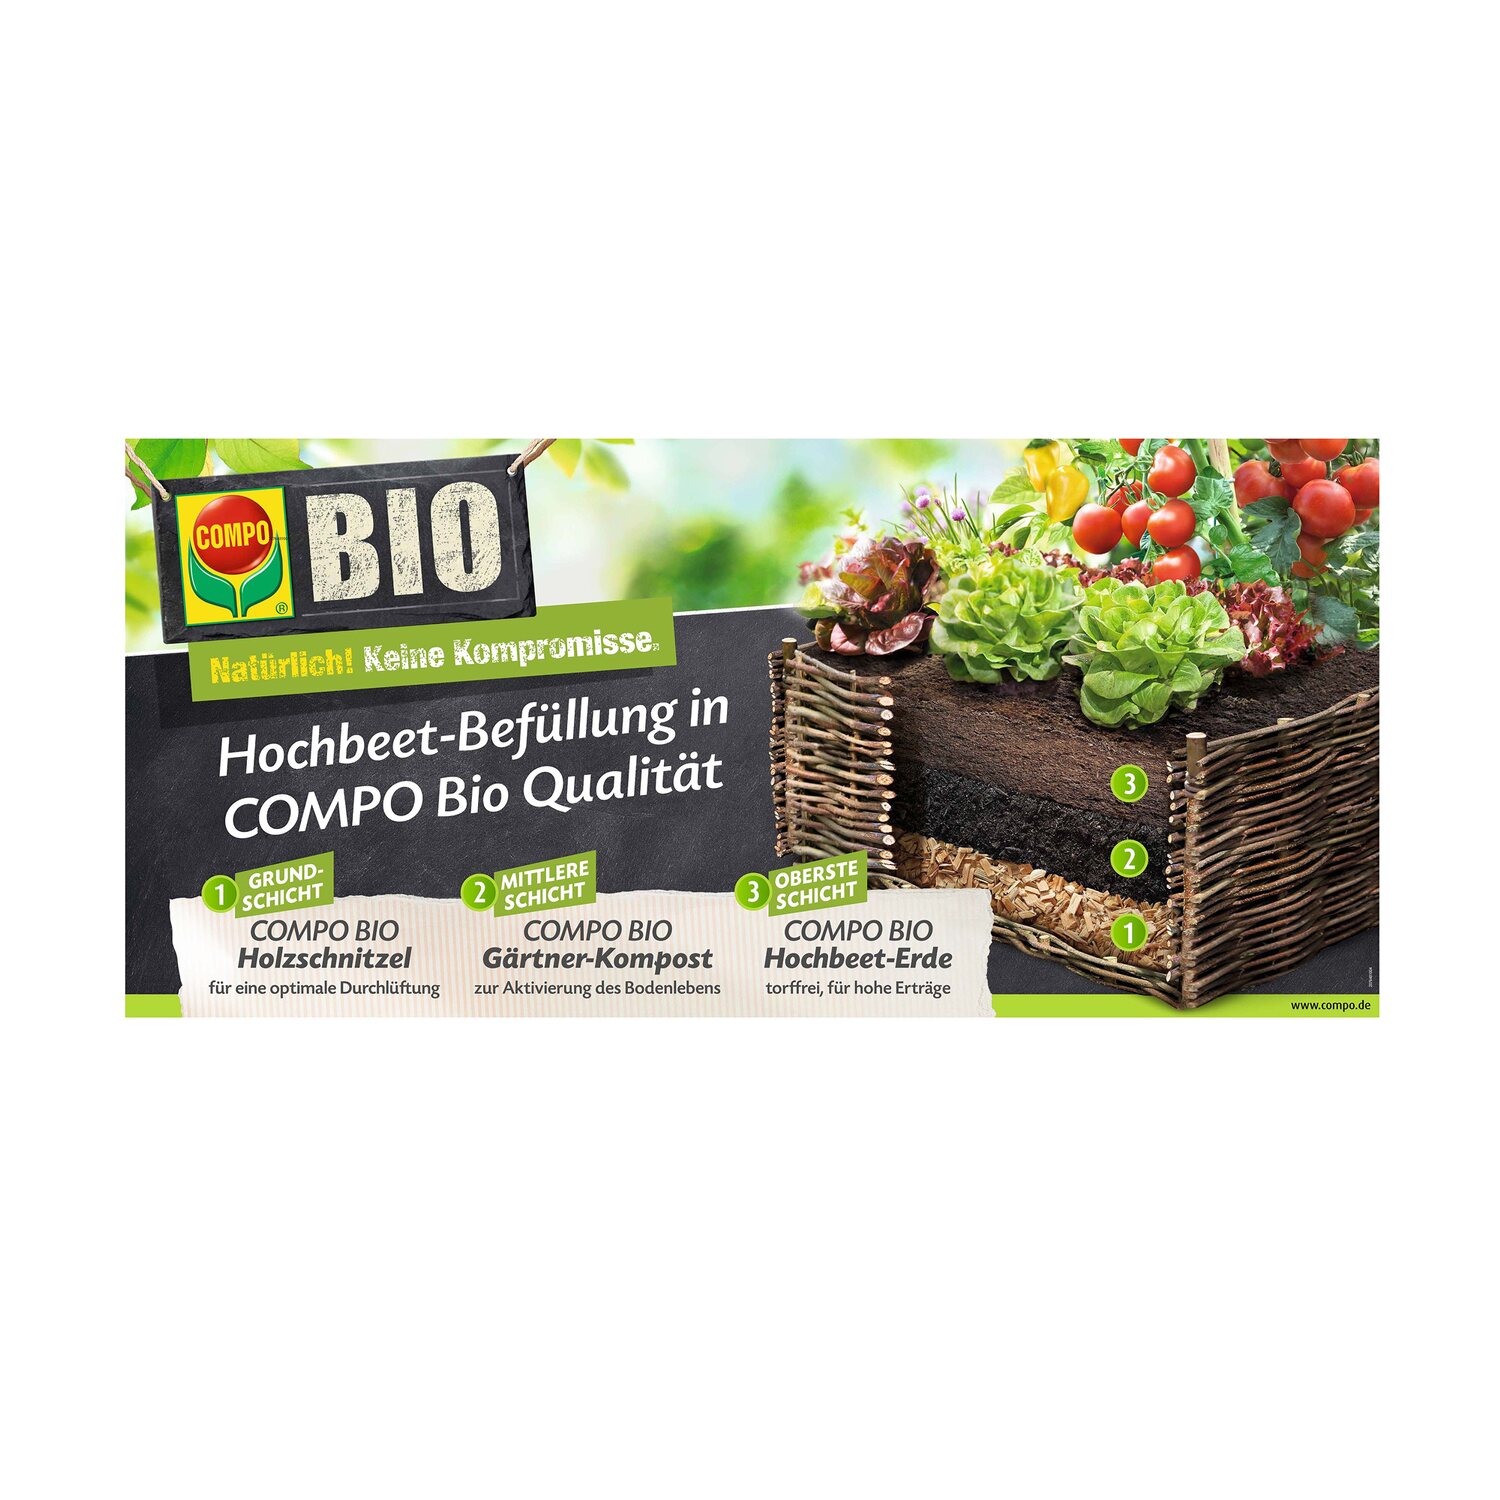 COMPO
®
BIO
Natürlich! Keine Kompromisse.
Hochbeet-Befüllung in
COMPO Bio Qualität
1 GRUND-
SCHICHT
COMPO BIO
Holzschnitzel
für eine optimale Durchlüftung
2 MITTLERE
SCHICHT
COMPO BIO
Gärtner-Kompost
zur Aktivierung des Bodenlebens
3 OBERSTE
SCHICHT
COMPO BIO
Hochbeet-Erde
torffrei, für hohe Erträge
3
2
1
www.compo.de